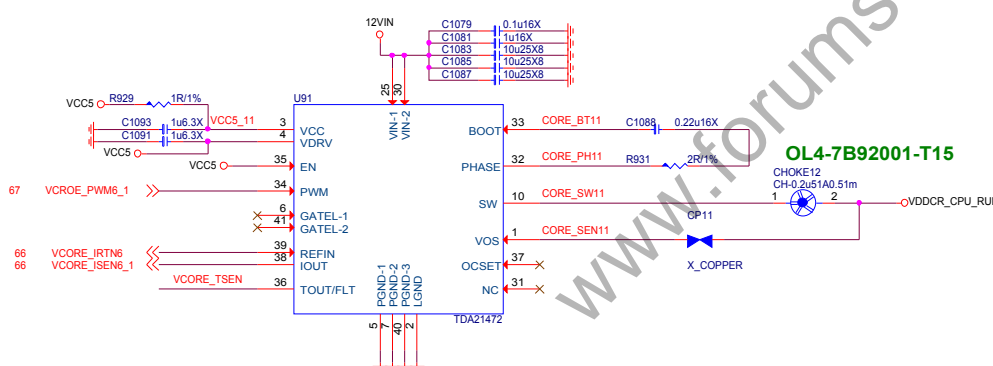 12VIN
C1079 0.1u16X
C1081 1u16X
C1083 10u25X8
C1085 10u25X8
C1087 10u25X8
25
30
U91
VCC5 R929 1R/1%
VCC5_11
C1093 1u6.3X
C1091 1u6.3X
VCC5
VCC5
3 VCC
4 VDRV
35 EN
67 VCROE_PWM6_1 34 PWM
6 GATEL-1
41 GATEL-2
66 VCORE_IRTN6 39 REFIN
66 VCORE_ISEN6_1 38 IOUT
VCORE_TSEN 36 TOUT/FLT
VIN-1
VIN-2
BOOT 33 CORE_BT11 C1088 0.22u16X
PHASE 32 CORE_PH11 R931 2R/1%
SW 10 CORE_SW11
VOS 1 CORE_SEN11
OCSET 37
NC 31
PGND-1
PGND-2
PGND-3
LGND
5
7
40
2
TDA21472
OL4-7B92001-T15
CHOKE12
CH-0.2u51A0.51m
1 2
VDDCR_CPU_RU
CP11
X_COPPER
www.forums